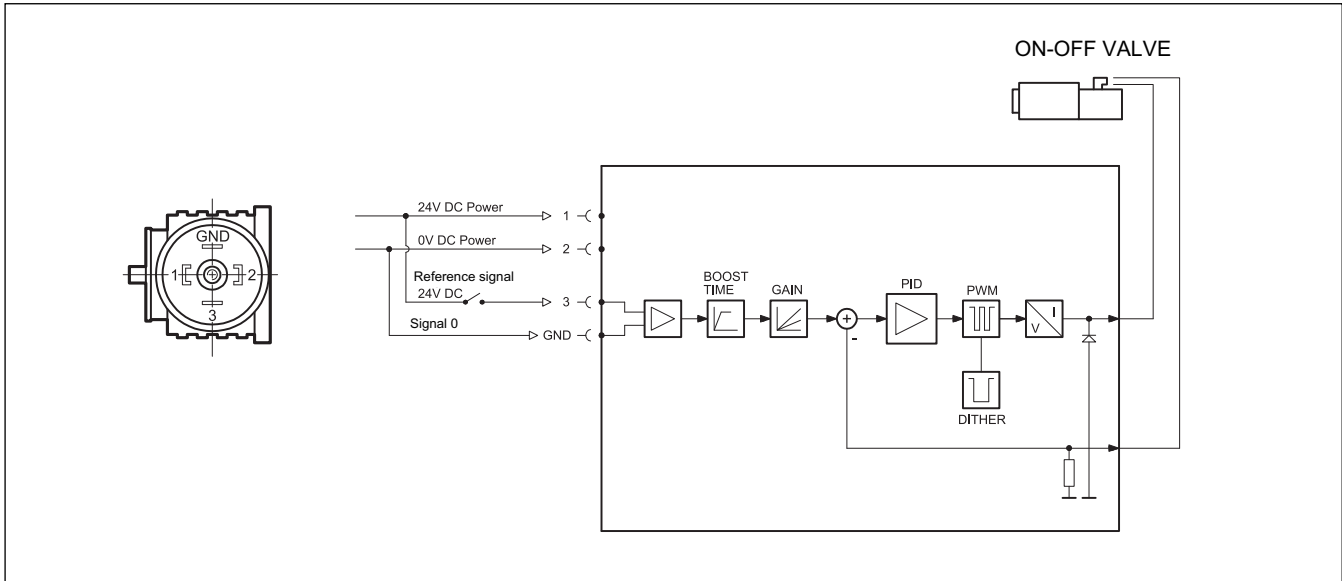 ON-OFF VALVE
GND
1
2
3
24V DC Power
1
0V DC Power
2
Reference signal
24V DC
3
Signal 0
GND
BOOST
TIME
GAIN
+
-
PID
PWM
V
I
DITHER